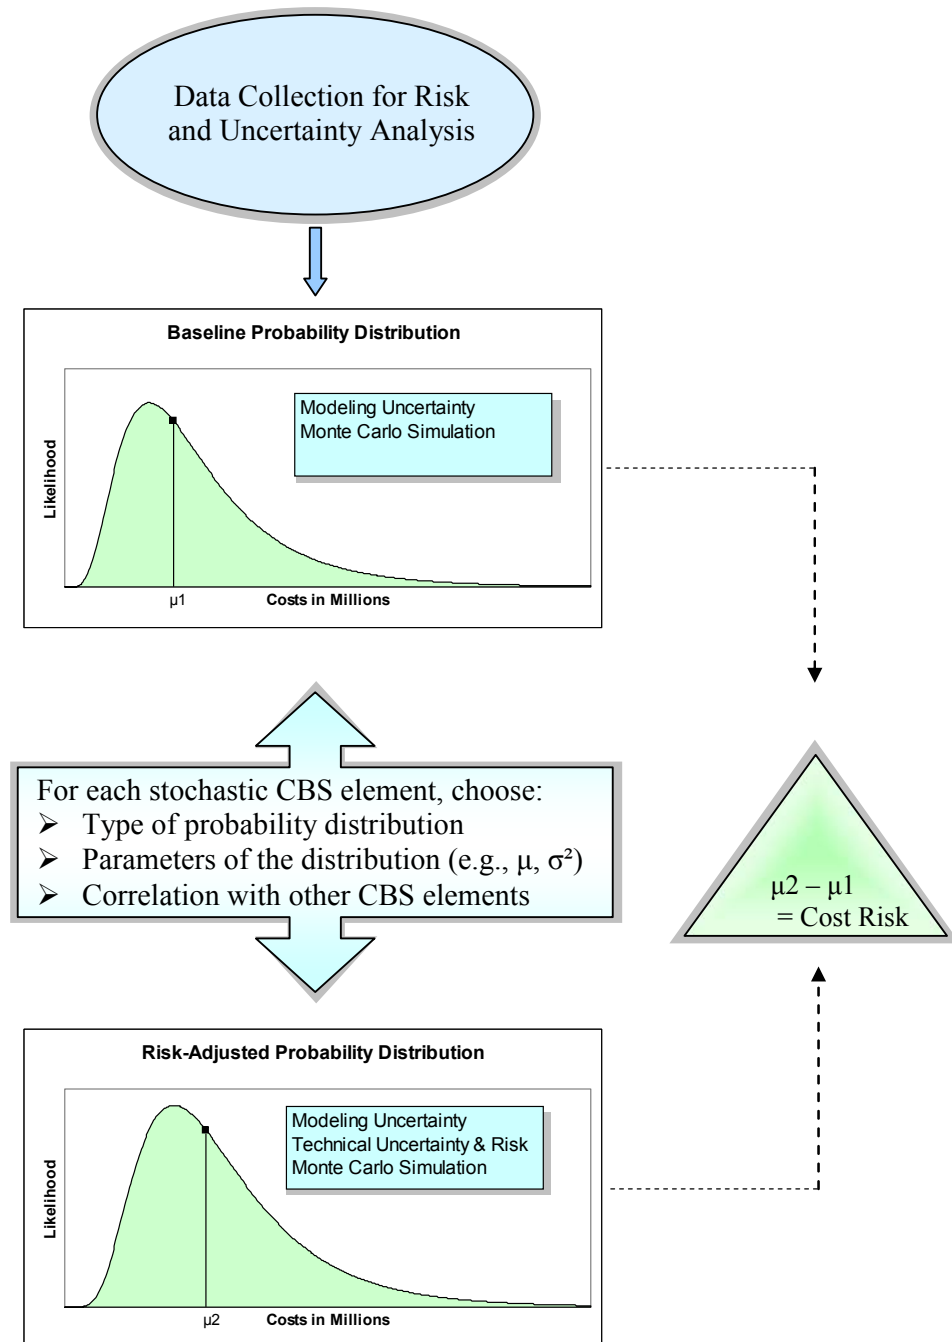 Data Collection for Risk
and Uncertainty Analysis
Baseline Probability Distribution
Modeling Uncertainty
Monte Carlo Simulation
Likelihood
μ1
Costs in Millions
For each stochastic CBS element, choose:
➢ Type of probability distribution
➢ Parameters of the distribution (e.g., μ, σ²)
➢ Correlation with other CBS elements
μ2 – μ1
= Cost Risk
Risk-Adjusted Probability Distribution
Modeling Uncertainty
Technical Uncertainty & Risk
Monte Carlo Simulation
Likelihood
μ2
Costs in Millions